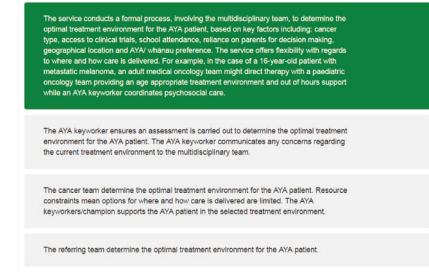 The service conducts a formal process, involving the multidisciplinary team, to determine the
optimal treatment environment for the AYA patient, based on key factors including: cancer
type, access to clinical trials, school attendance, reliance on parents for decision making,
geographical location and AYA/ whanau preference. The service offers flexibility with regards
to where and how care is delivered. For example, in the case of a 16-year-old patient with
metastatic melanoma, an adult medical oncology team might direct therapy with a paediatric
oncology team providing an age appropriate treatment environment and out of hours support
while an AYA keyworker coordinates psychosocial care.
The AYA keyworker ensures an assessment is carried out to determine the optimal treatment
environment for the AYA patient. The AYA keyworker communicates any concerns regarding
the current treatment environment to the multidisciplinary team.
The cancer team determine the optimal treatment environment for the AYA patient. Resource
constraints mean options for where and how care is delivered are limited. The AYA
keyworkers/champion supports the AYA patient in the selected treatment environment.
The referring team determine the optimal treatment environment for the AYA patient.